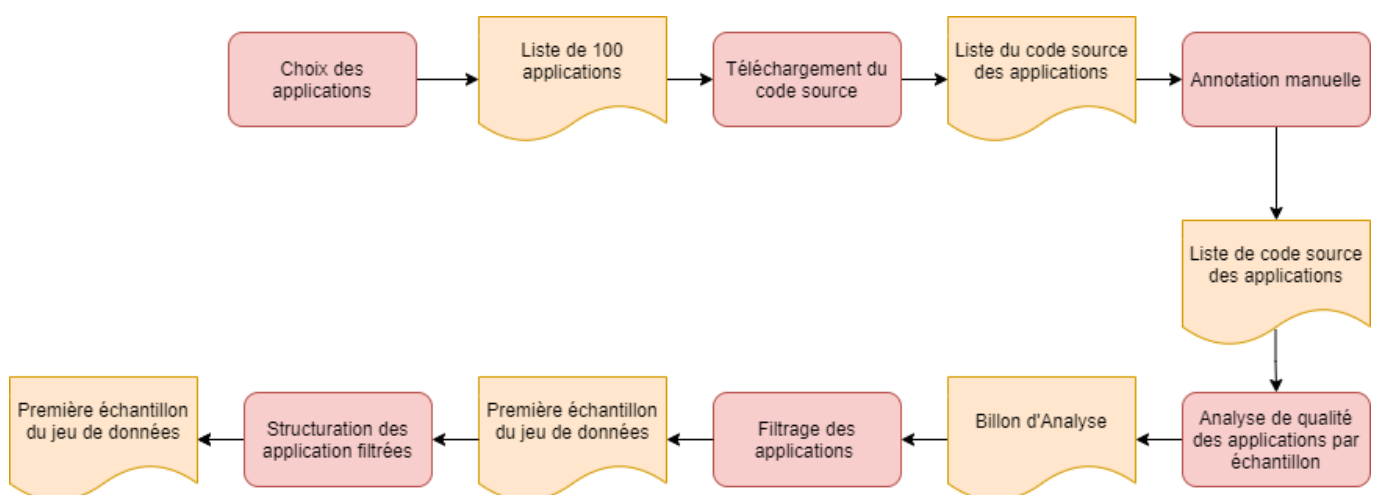 Choix des
applications
Liste de 100
applications
Téléchargement du
code source
Liste du code source
des applications
Annotation manuelle
Liste de code source
des applications
Analyse de qualité
des applications par
échantillon
Billon d'Analyse
Filtrage des
applications
Première échantillon
du jeu de données
Structuration des
application filtrées
Première échantillon
du jeu de données